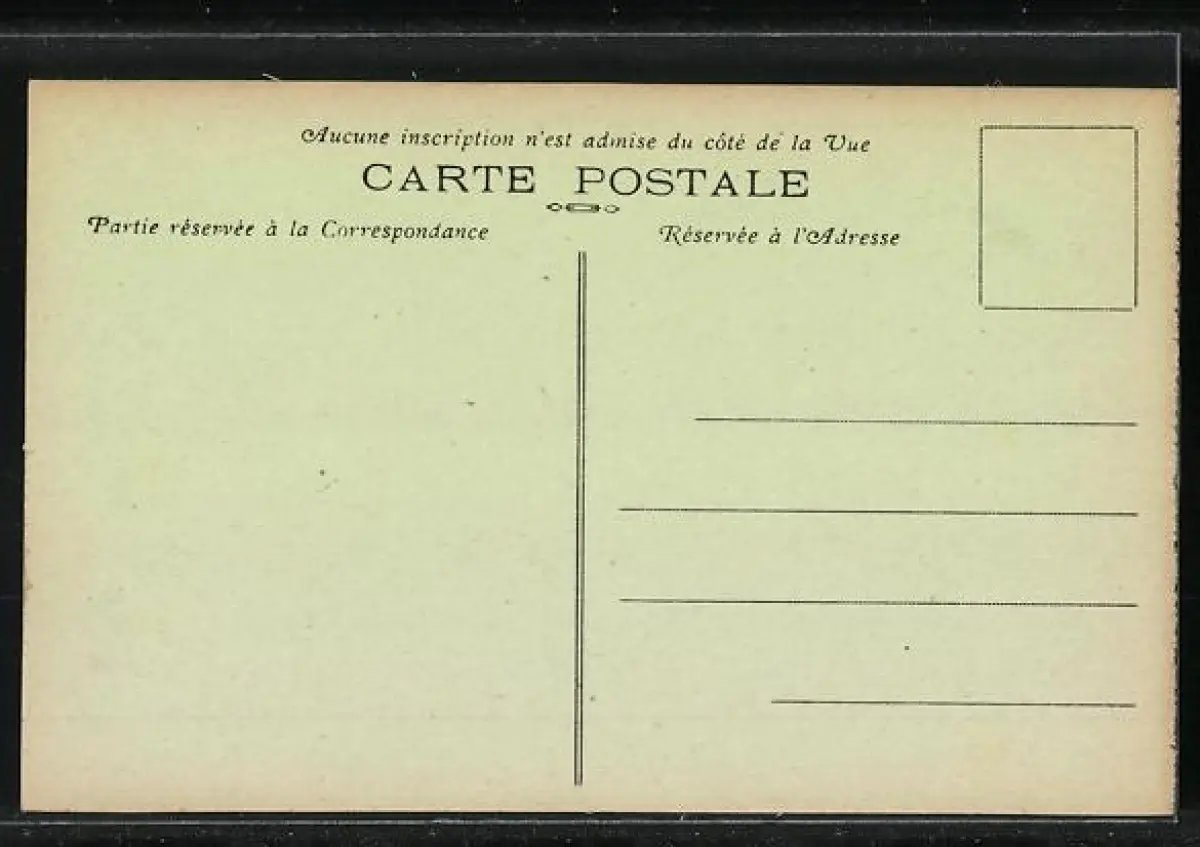 Aucune inscription n'est admise du côté de la Vue
CARTE POSTALE
Partie réservée à la Correspondance
Réservée à l'Adresse